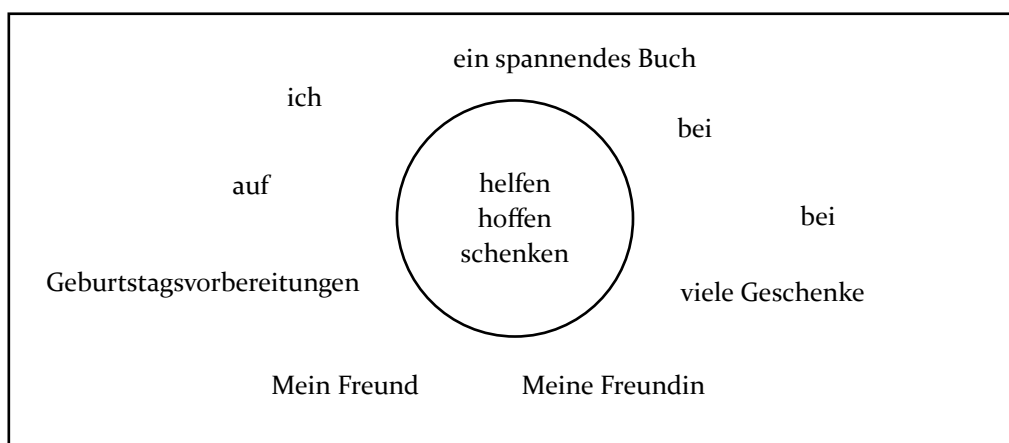 ein spannendes Buch
ich
bei
auf
helfen
hoffen
schenken
bei
Geburtstagsvorbereitungen
viele Geschenke
Mein Freund
Meine Freundin